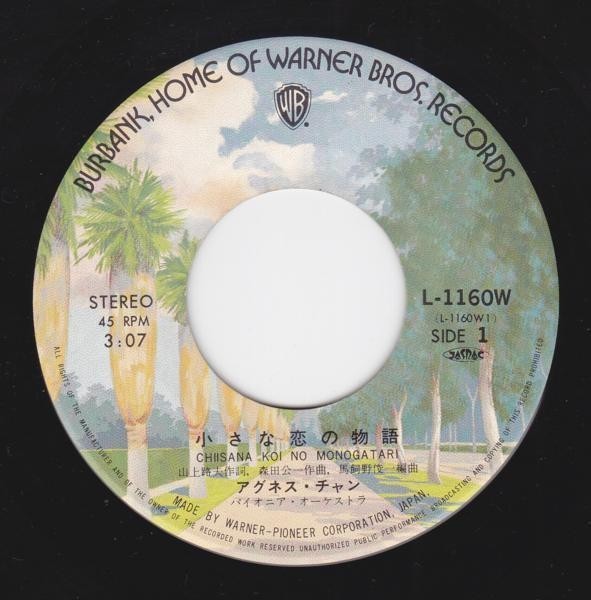 BURBANK, HOME OF WARNER BROS. RECORDS
WB
STEREO
45 RPM
3:07
L-1160W
(L-1160W1)
SIDE 1
JASRAC
小さな恋の物語
CHIISANA KOI NO MONOGATARI
山上路夫作詞, 森田公一作曲, 馬飼野俊一編曲
アグネス・チャン
パイオニア・オーケストラ
MADE BY WARNER-PIONEER CORPORATION, JAPAN.
ALL RIGHTS OF THE MANUFACTURER AND OF THE OWNER OF THE RECORDED WORK RESERVED UNAUTHORIZED PUBLIC PERFORMANCE BROADCASTING AND COPYING OF THIS RECORD PROHIBITED